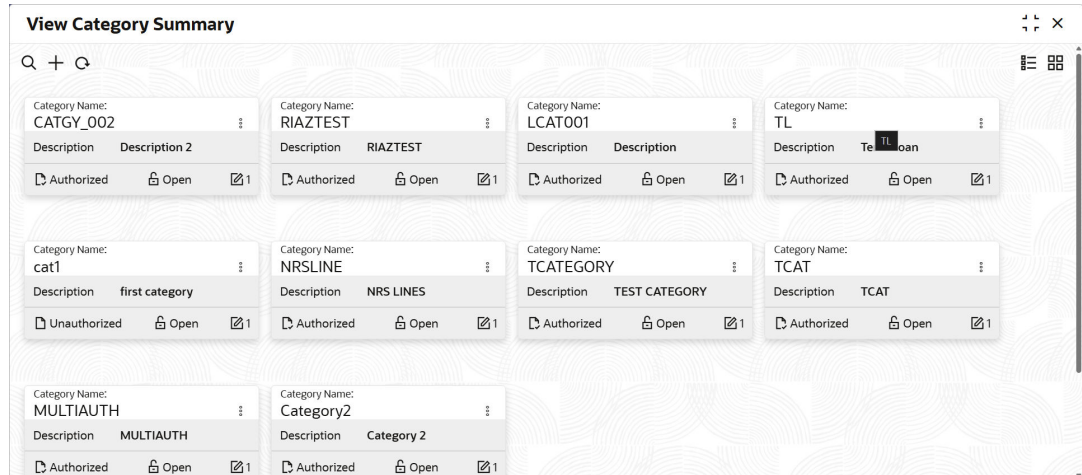 View Category Summary
Category Name:
CATGY_002
Description Description 2
Authorized Open 1
Category Name:
RIAZTEST
Description RIAZTEST
Authorized Open 1
Category Name:
LCAT001
Description Description
Authorized Open 1
Category Name:
TL
TL
Description
Authorized Open 1
Category Name:
cat1
Description first category
Unauthorized Open 1
Category Name:
NRSLINE
Description NRS LINES
Authorized Open 1
Category Name:
TCATEGORY
Description TEST CATEGORY
Authorized Open 1
Category Name:
TCAT
Description TCAT
Authorized Open 1
Category Name:
MULTIAUTH
Description MULTIAUTH
Authorized Open 1
Category Name:
Category2
Description Category 2
Authorized Open 1